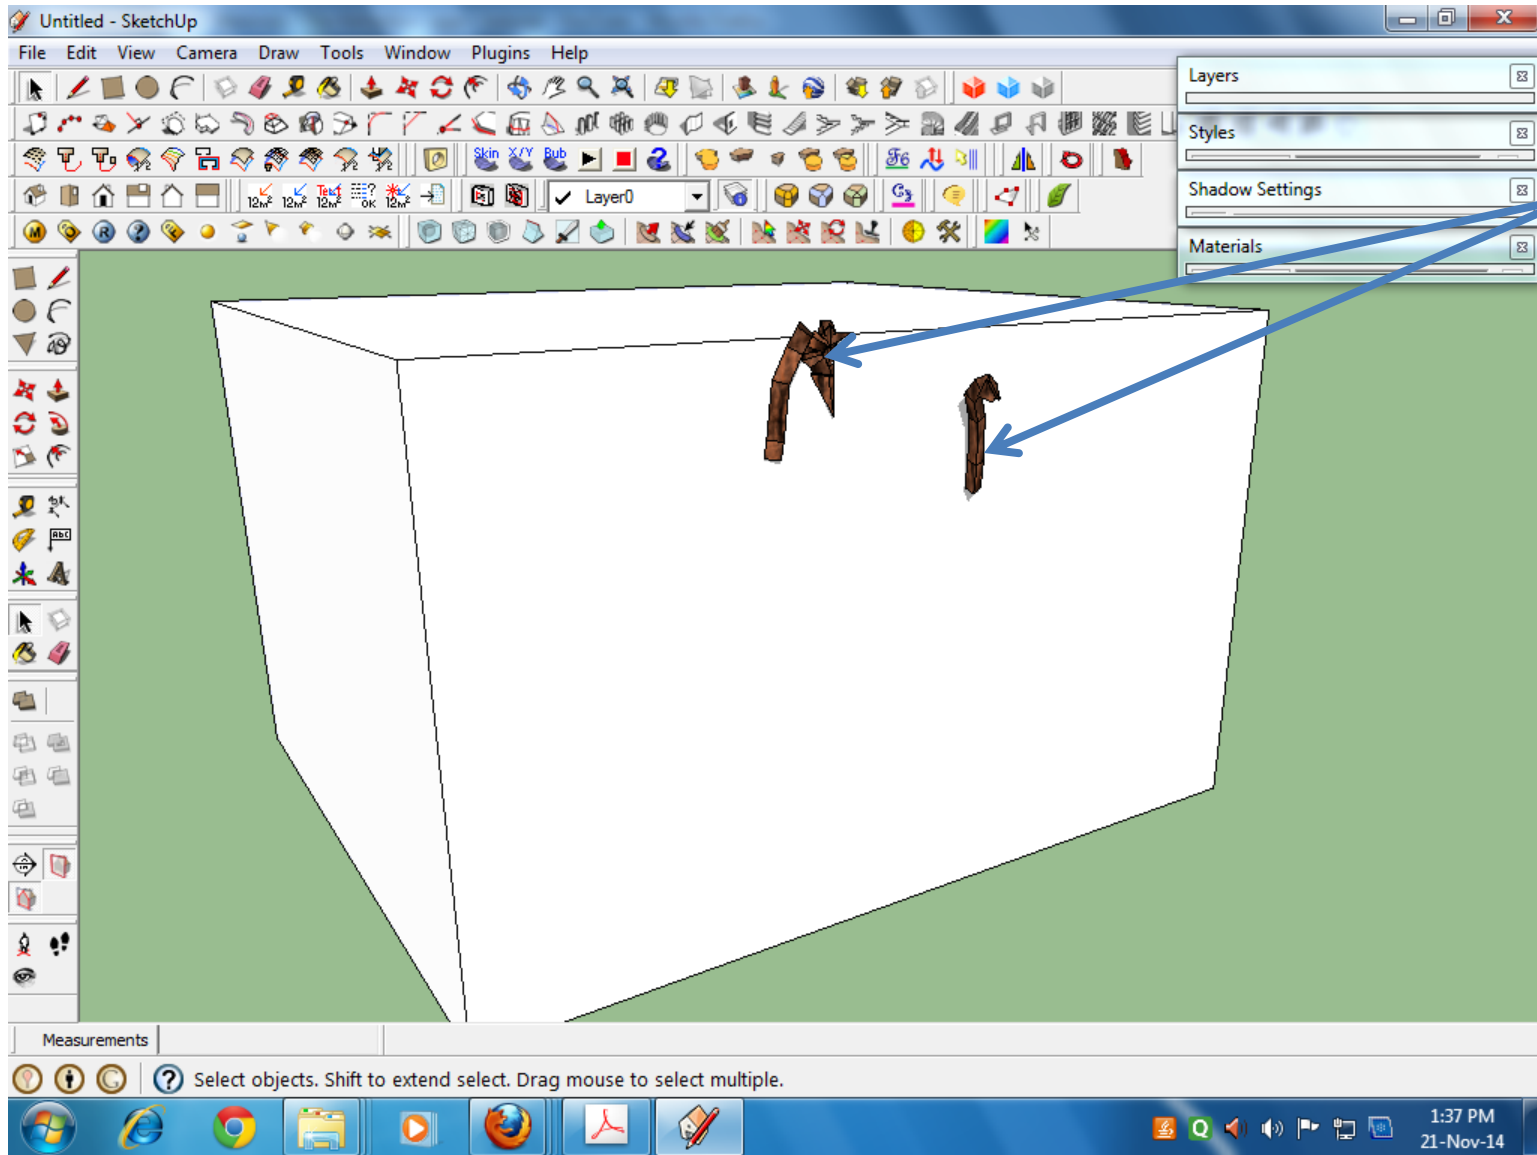 Untitled - SketchUp
File Edit View Camera Draw Tools Window Plugins Help
Layers
Styles
Skin X/Y Bub
Shadow Settings
Layer0
Materials
Measurements
Select objects. Shift to extend select. Drag mouse to select multiple.
1:37 PM
21-Nov-14